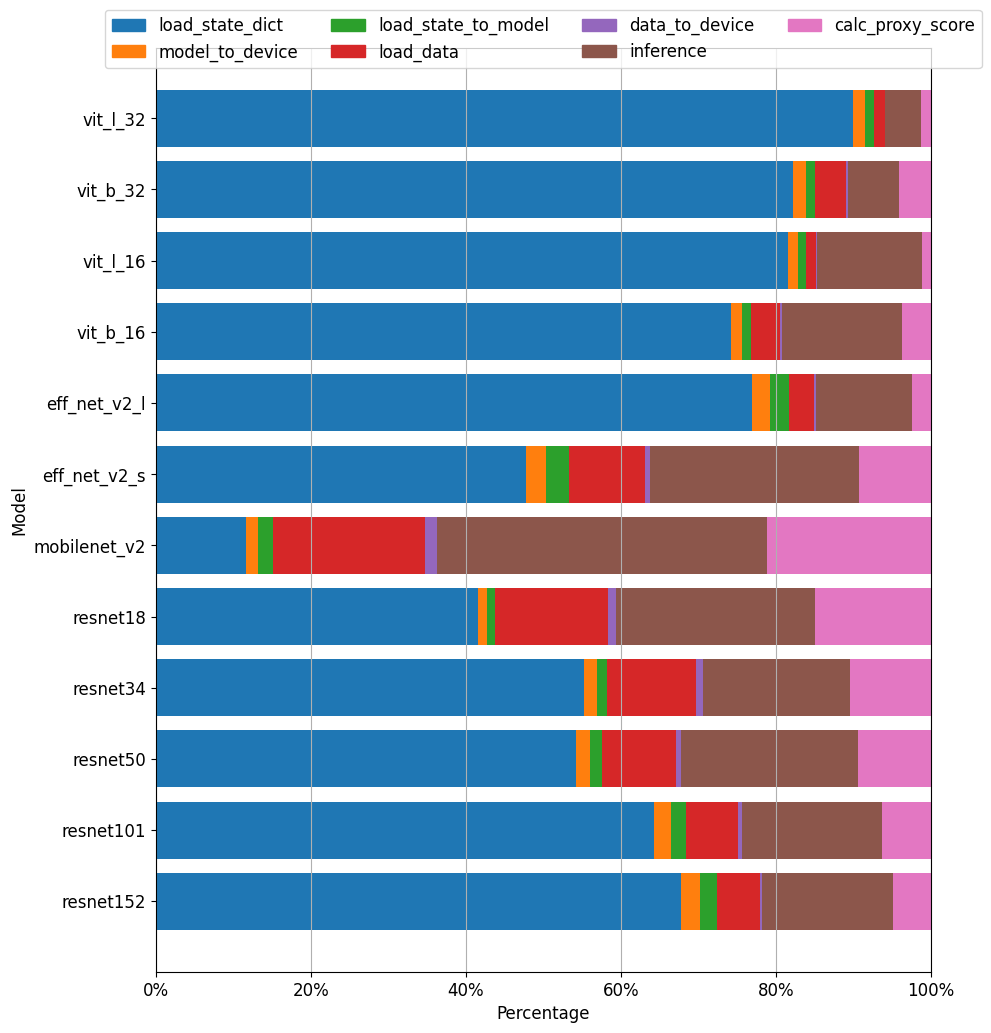 load_state_dict load_state_to_model data_to_device calc_proxy_score
model_to_device load_data inference
vit_l_32
vit_b_32
vit_l_16
vit_b_16
eff_net_v2_l
eff_net_v2_s
mobilenet_v2
resnet18
resnet34
resnet50
resnet101
resnet152
Model
0% 20% 40% 60% 80% 100%
Percentage